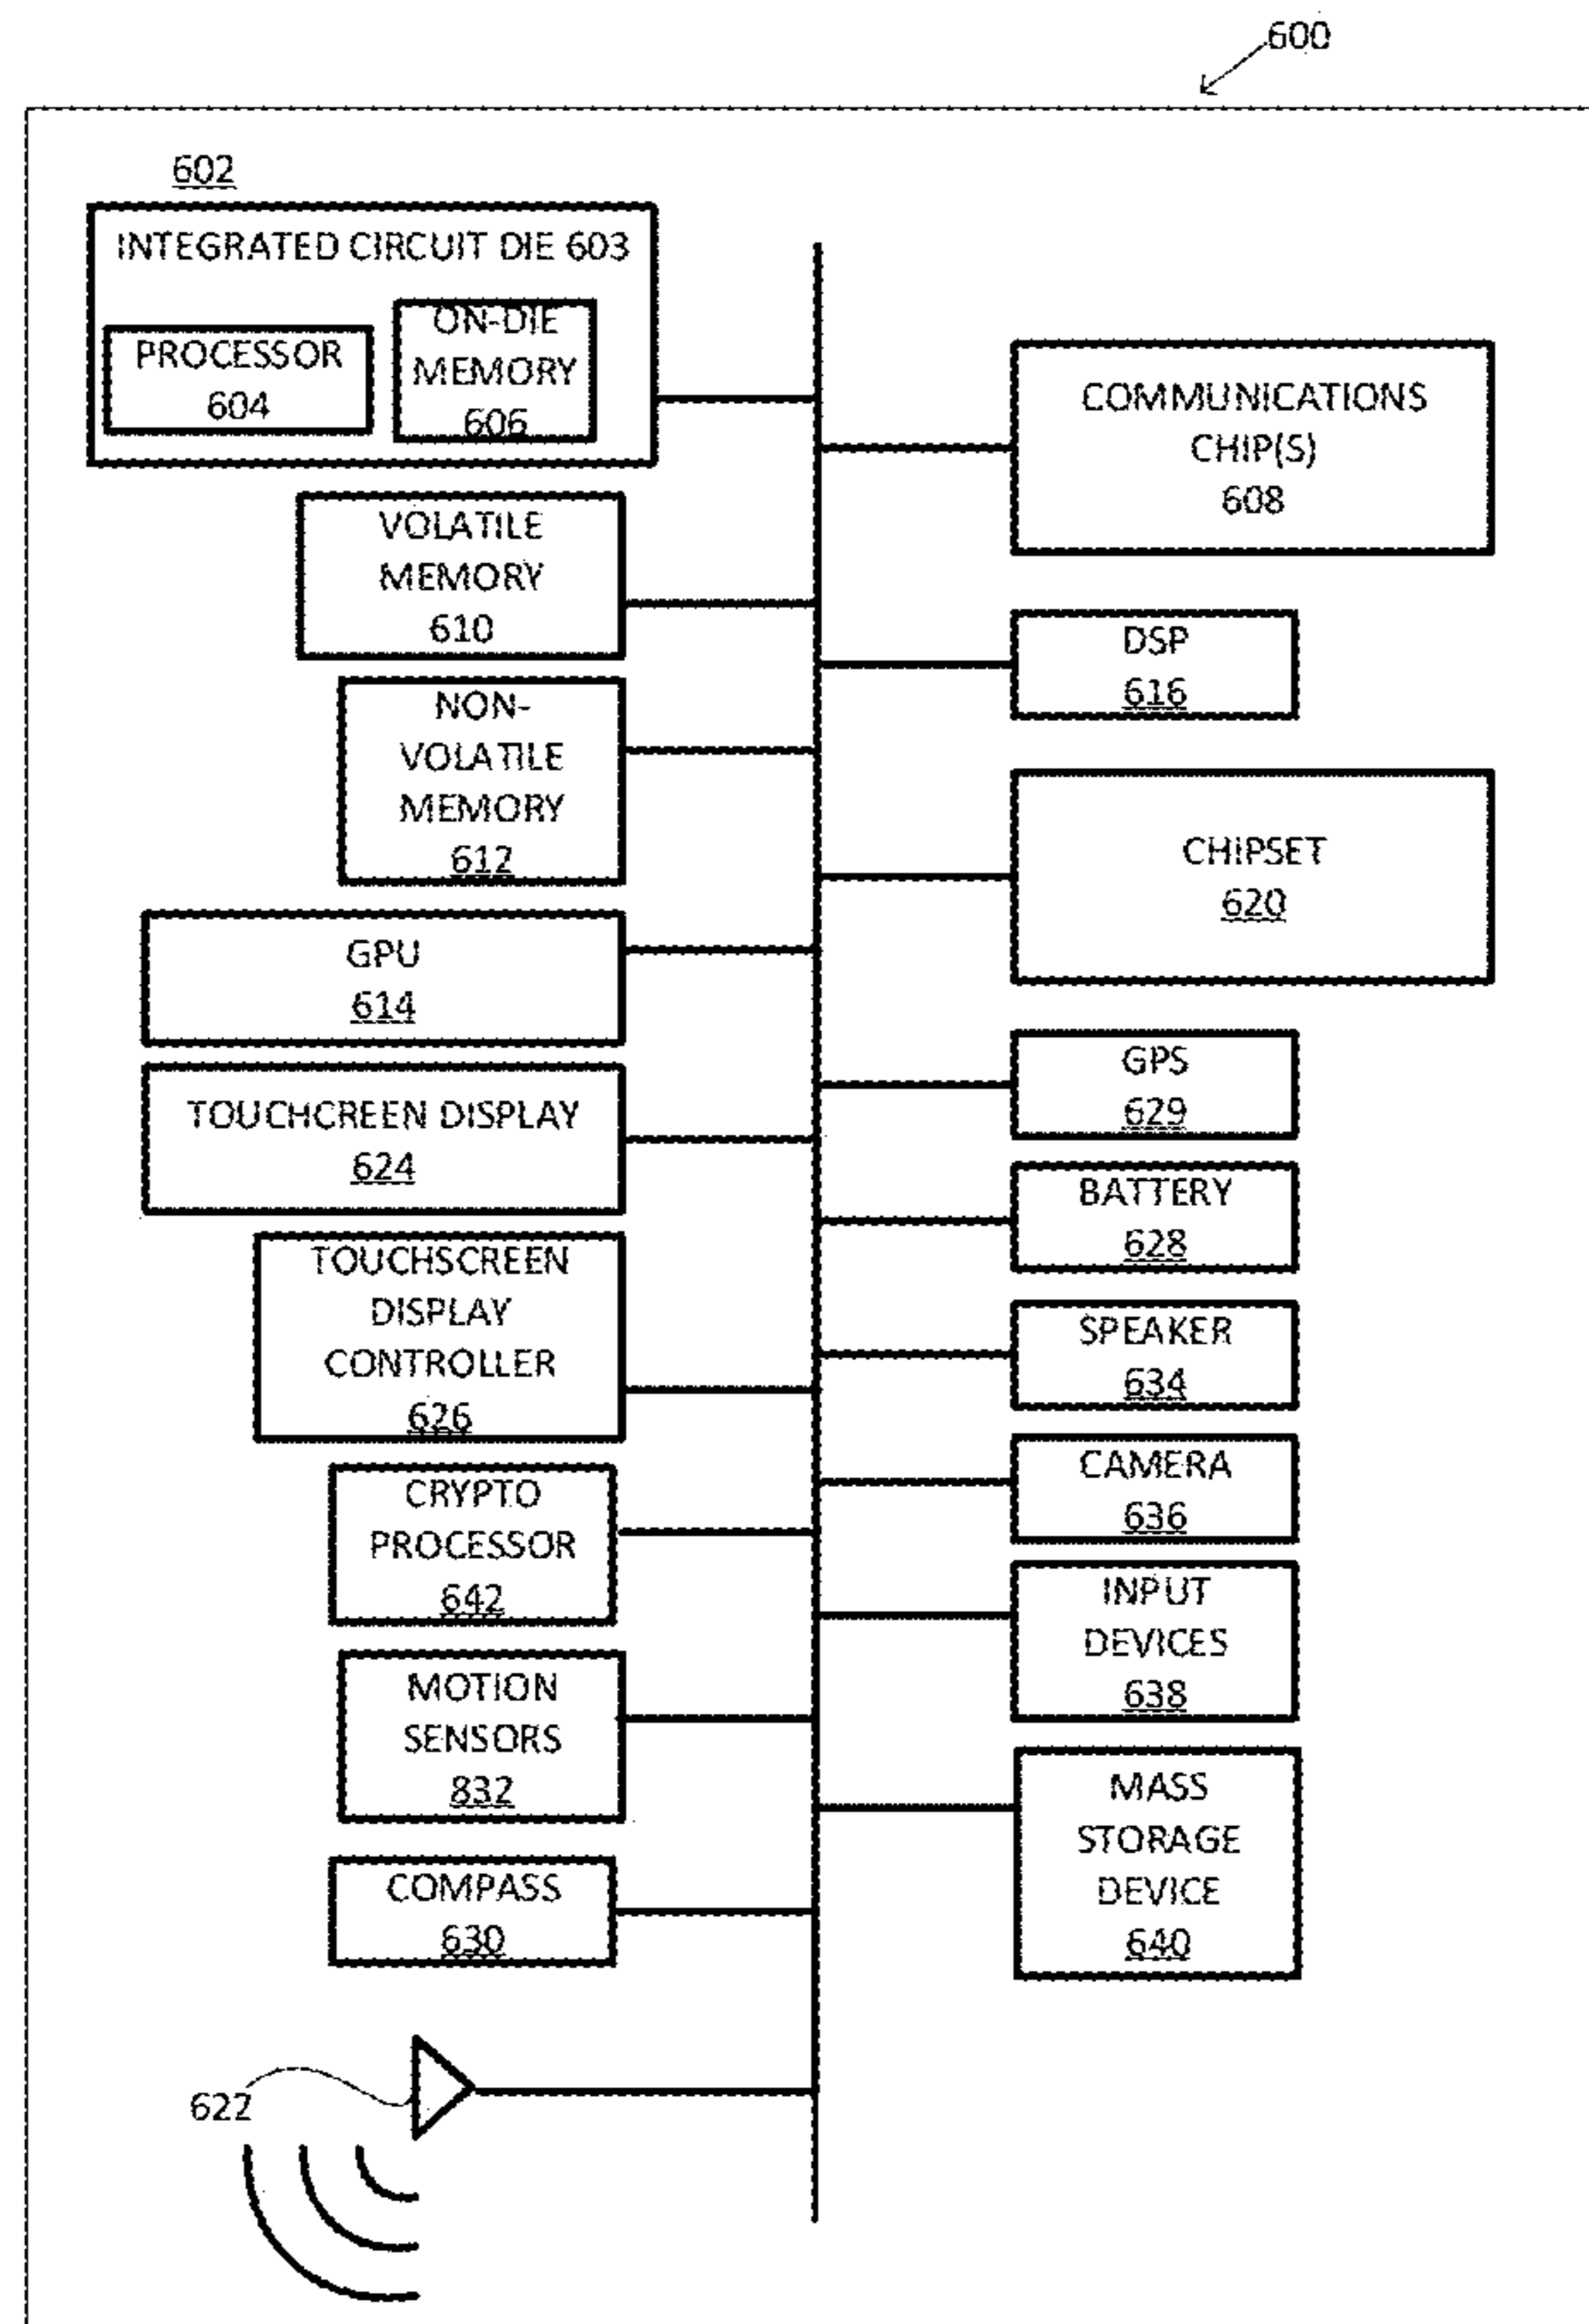 600
602
INTEGRATED CIRCUIT DIE 603
PROCESSOR
604
ON-DIE
MEMORY
606
VOLATILE
MEMORY
610
NON-
VOLATILE
MEMORY
612
GPU
614
TOUCHCREEN DISPLAY
624
TOUCHSCREEN
DISPLAY
CONTROLLER
626
CRYPTO
PROCESSOR
642
MOTION
SENSORS
832
COMPASS
630
622
COMMUNICATIONS
CHIP(S)
608
DSP
616
CHIPSET
620
GPS
629
BATTERY
628
SPEAKER
634
CAMERA
636
INPUT
DEVICES
638
MASS
STORAGE
DEVICE
640